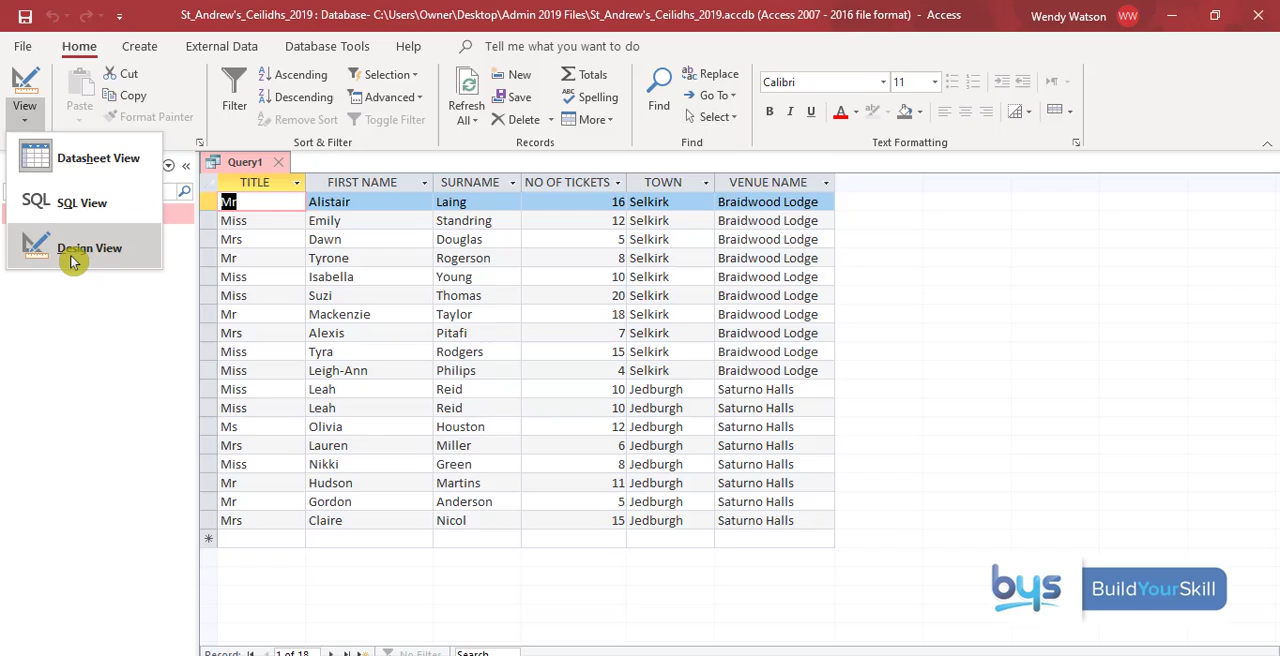 St_Andrew's_Ceilidhs_2019 : Database- C:\Users\Owner\Desktop\Admin 2019 Files\St_Andrew's_Ceilidhs_2019.accdb (Access 2007 - 2016 file format) - Access Wendy Watson WW
File Home Create External Data Database Tools Help Tell me what you want to do
View Paste Cut Copy Format Painter
Filter Ascending Descending Remove Sort Selection Advanced Toggle Filter
Refresh All New Save Delete Totals Spelling More
Find Replace Go To Select
Calibri 11
B I U A
Sort & Filter Records Find Text Formatting
Datasheet View
SQL SQL View
Design View
Query1
TITLE FIRST NAME SURNAME NO OF TICKETS TOWN VENUE NAME
Mr Alistair Laing 16 Selkirk Braidwood Lodge
Miss Emily Standring 12 Selkirk Braidwood Lodge
Mrs Dawn Douglas 5 Selkirk Braidwood Lodge
Mr Tyrone Rogerson 8 Selkirk Braidwood Lodge
Miss Isabella Young 10 Selkirk Braidwood Lodge
Miss Suzi Thomas 20 Selkirk Braidwood Lodge
Mr Mackenzie Taylor 18 Selkirk Braidwood Lodge
Mrs Alexis Pitafi 7 Selkirk Braidwood Lodge
Miss Tyra Rodgers 15 Selkirk Braidwood Lodge
Miss Leigh-Ann Philips 4 Selkirk Braidwood Lodge
Miss Leah Reid 10 Jedburgh Saturno Halls
Miss Leah Reid 10 Jedburgh Saturno Halls
Ms Olivia Houston 12 Jedburgh Saturno Halls
Mrs Lauren Miller 6 Jedburgh Saturno Halls
Miss Nikki Green 8 Jedburgh Saturno Halls
Mr Hudson Martins 11 Jedburgh Saturno Halls
Mr Gordon Anderson 5 Jedburgh Saturno Halls
Mrs Claire Nicol 15 Jedburgh Saturno Halls
bys BuildYourSkill
Record: 1 of 18 No Filter Search